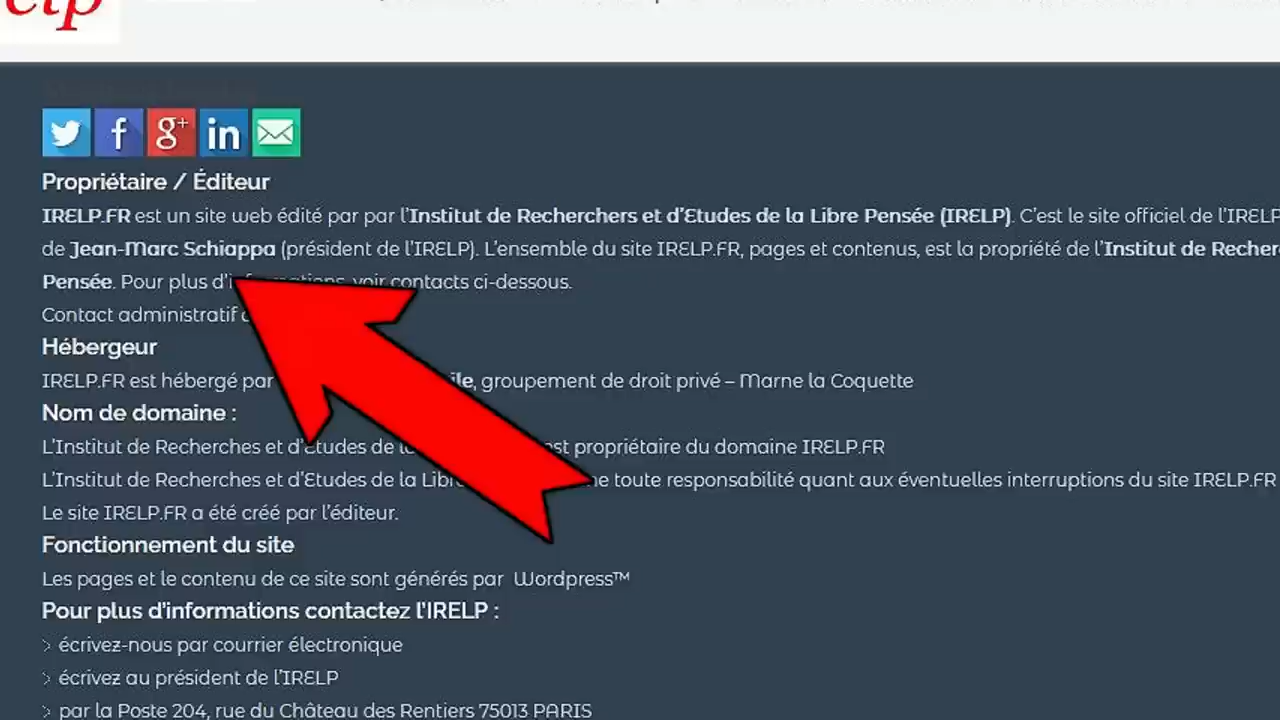 elp
Propriétaire / Éditeur
IRELP.FR est un site web édité par par l'Institut de Recherchers et d'Etudes de la Libre Pensée (IRELP). C'est le site officiel de l'IRELP
de Jean-Marc Schiappa (président de l'IRELP). L'ensemble du site IRELP.FR, pages et contenus, est la propriété de l'Institut de Recher
Pensée. Pour plus d'informations, voir contacts ci-dessous.
Contact administratif
Hébergeur
IRELP.FR est hébergé par ile, groupement de droit privé – Marne la Coquette
Nom de domaine :
L'Institut de Recherches et d'Etudes de la est propriétaire du domaine IRELP.FR
L'Institut de Recherches et d'Etudes de la Libre toute responsabilité quant aux éventuelles interruptions du site IRELP.FR
Le site IRELP.FR a été créé par l'éditeur.
Fonctionnement du site
Les pages et le contenu de ce site sont générés par Wordpress™
Pour plus d'informations contactez l'IRELP :
> écrivez-nous par courrier électronique
> écrivez au président de l'IRELP
> par la Poste 204, rue du Château des Rentiers 75013 PARIS